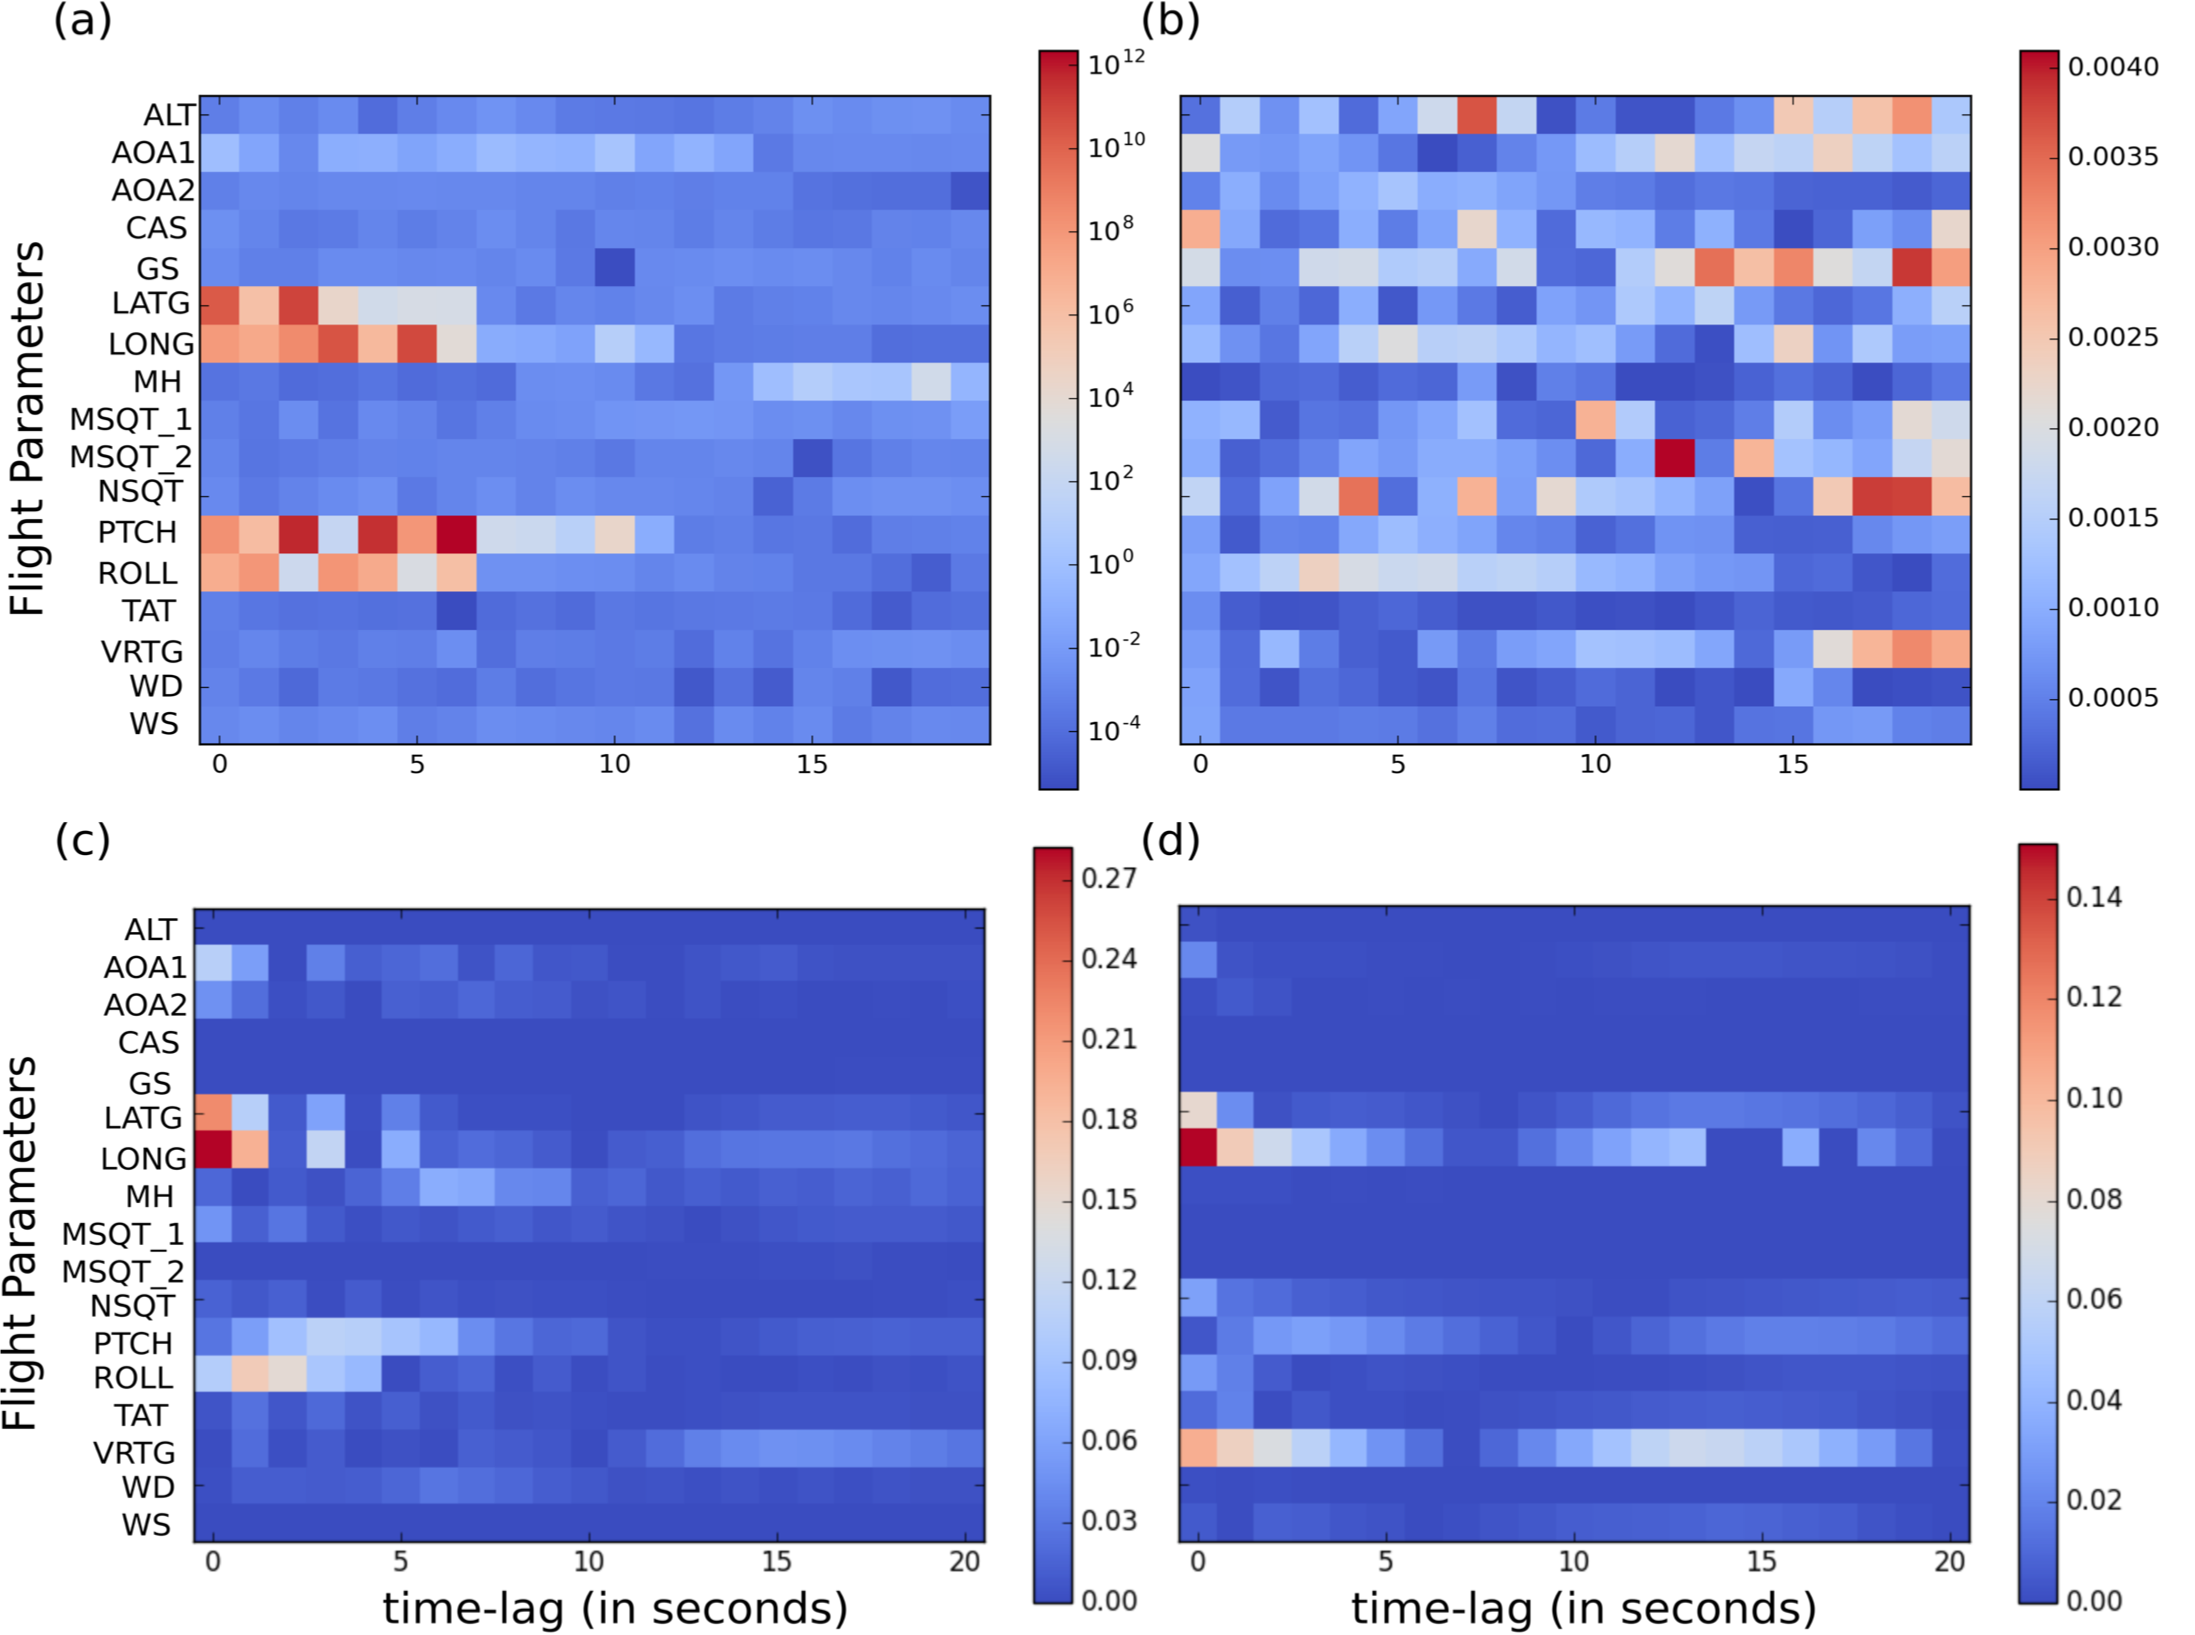 (a)
(b)
Flight Parameters
ALT
AOA1
AOA2
CAS
GS
LATG
LONG
MH
MSQT_1
MSQT_2
NSQT
PTCH
ROLL
TAT
VRTG
WD
WS
0 5 10 15
10^12
10^10
10^8
10^6
10^4
10^2
10^0
10^-2
10^-4
0 5 10 15
0.0040
0.0035
0.0030
0.0025
0.0020
0.0015
0.0010
0.0005
(c)
(d)
Flight Parameters
ALT
AOA1
AOA2
CAS
GS
LATG
LONG
MH
MSQT_1
MSQT_2
NSQT
PTCH
ROLL
TAT
VRTG
WD
WS
0 5 10 15 20
time-lag (in seconds)
0.27
0.24
0.21
0.18
0.15
0.12
0.09
0.06
0.03
0.00
0 5 10 15 20
time-lag (in seconds)
0.14
0.12
0.10
0.08
0.06
0.04
0.02
0.00